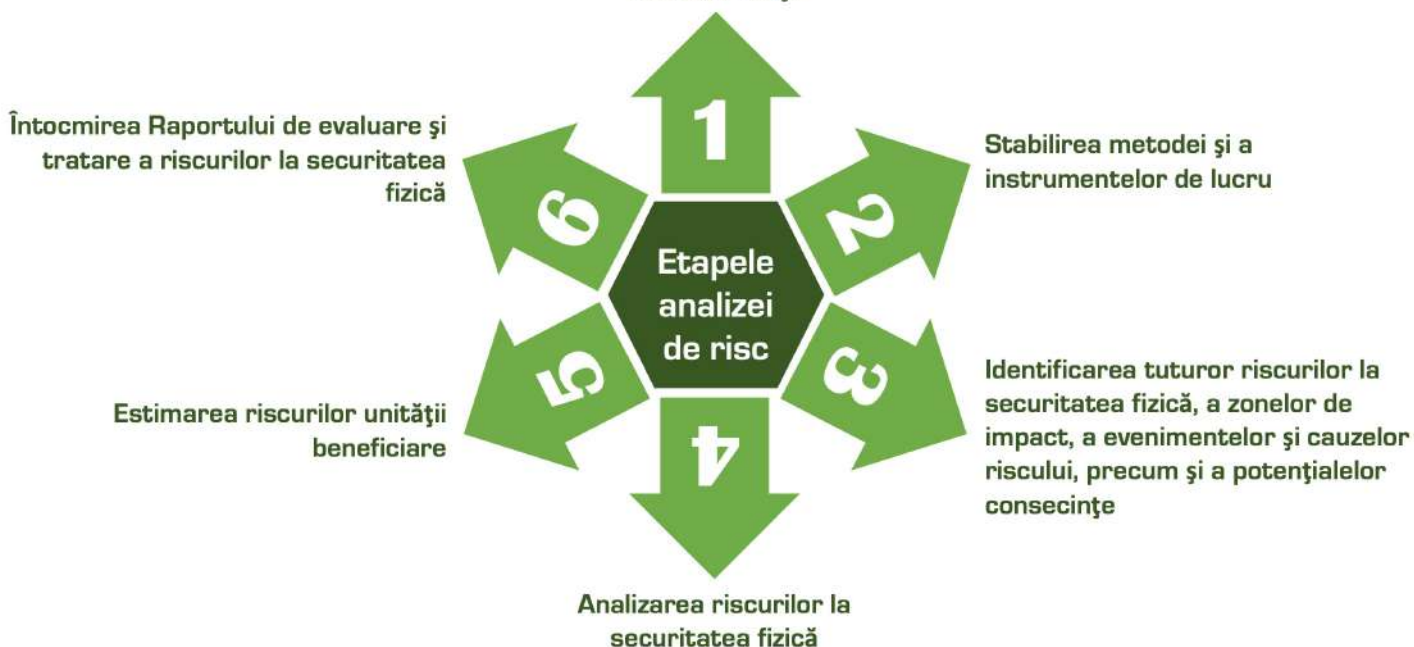 1
Stabilirea metodei şi a
instrumentelor de lucru
2
Identificarea tuturor riscurilor la
securitatea fizică, a zonelor de
impact, a evenimentelor şi cauzelor
riscului, precum şi a potenţialelor
consecinţe
3
Analizarea riscurilor la
securitatea fizică
4
Estimarea riscurilor unităţii
beneficiare
5
Întocmirea Raportului de evaluare şi
tratare a riscurilor la securitatea
fizică
6
Etapele
analizei
de risc